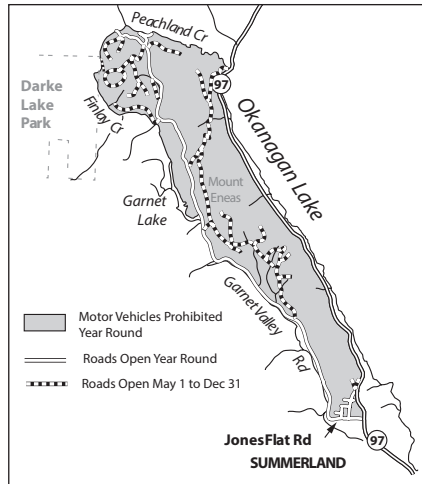 Peachland Cr
97
Darke
Lake
Park
Finlay Cr
Okanagan Lake
Mount
Eneas
Garnet
Lake
Garnet Valley
Rd
Motor Vehicles Prohibited
Year Round
Roads Open Year Round
Roads Open May 1 to Dec 31
JonesFlat Rd
97
SUMMERLAND